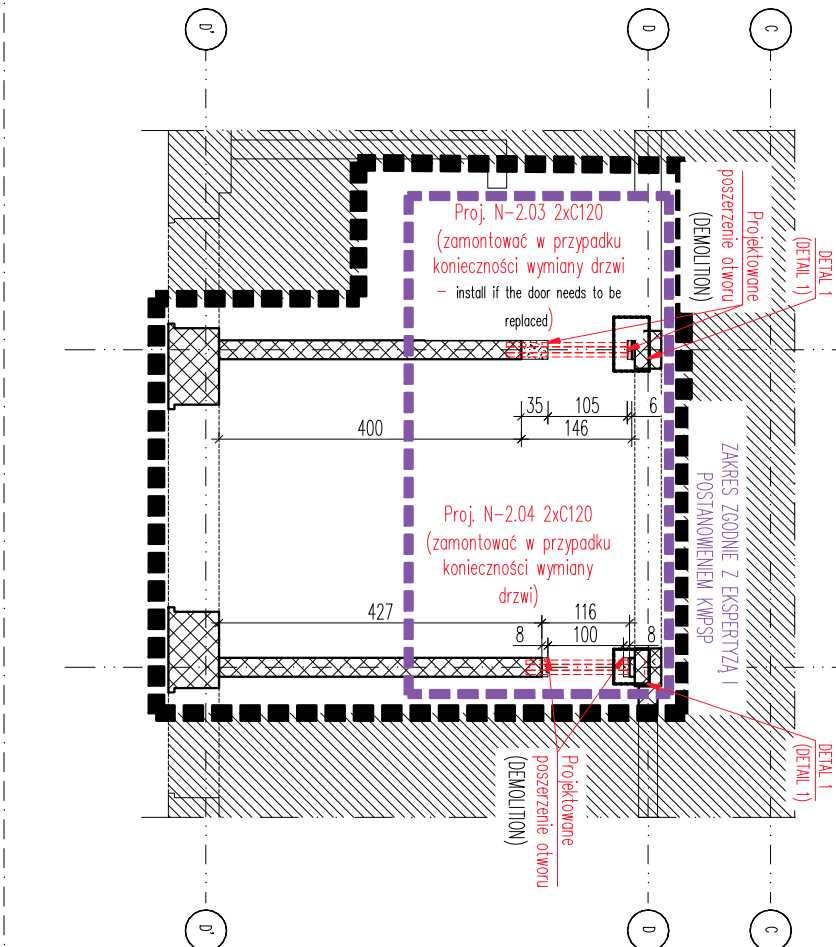 D'
D
C
DETAL 1
(DETAIL 1)
Projektowane
poszerzenie otworu
(DEMOLITION)
Proj. N-2.03 2xC120
(zamontować w przypadku
konieczności wymiany drzwi
– install if the door needs to be
replaced)
35
105
6
400
146
ZAKRES ZGODNIE Z EKSPERTYZĄ I
POSTANOWIENIEM KWPSP
Proj. N-2.04 2xC120
(zamontować w przypadku
konieczności wymiany
drzwi)
427
116
8
100
8
DETAL 1
(DETAIL 1)
Projektowane
poszerzenie otworu
(DEMOLITION)
D'
D
C